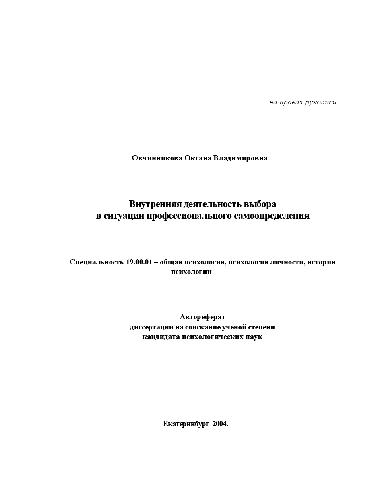 на правах рукописи
Овчинникова Оксана Владимировна
Внутренняя деятельность выбора
в ситуации профессионального самоопределения
Специальность 19.00.01 – общая психология, психология личности, история
психологии
Автореферат
диссертации на соискание ученой степени
кандидата психологических наук
Екатеринбург 2004.